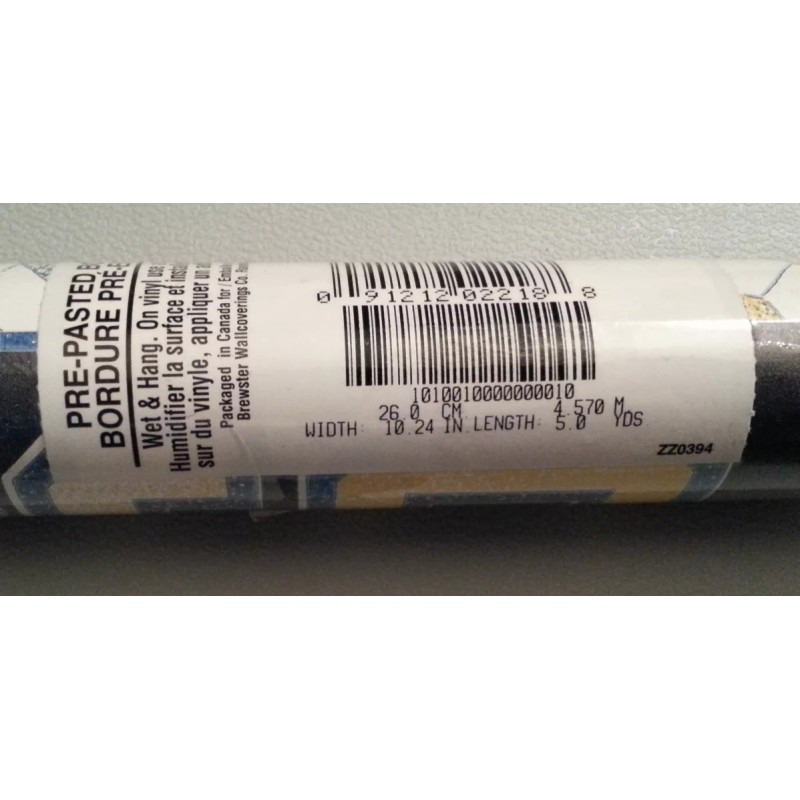 PRE-PASTED
BORDURE PRÉ-
Wet & Hang. On vinyl use
Humidifier la surface et
sur du vinyle, appliquer un
Packaged in Canada for /
Brewster Wallcoverings Co.
0 91212 02218 8
1010010000000010
26.0 CM 4.570 M
WIDTH: 10.24 IN. LENGTH: 5.0 YDS
ZZ0394